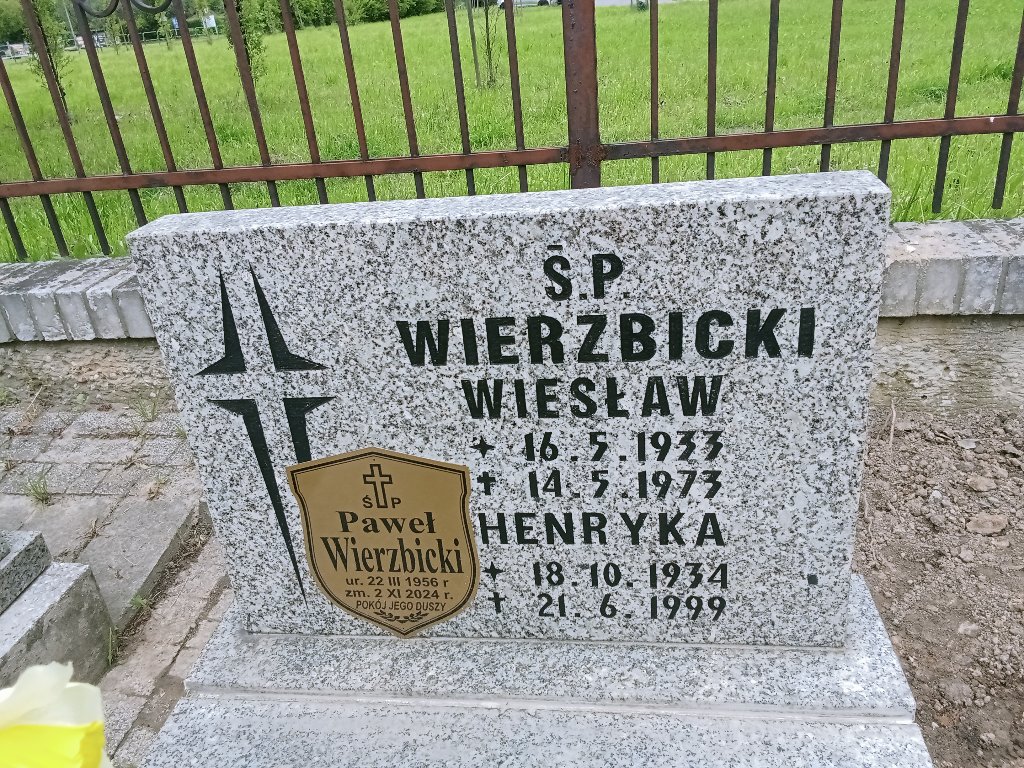 Ś.P.
WIERZBICKI
WIESŁAW
16.5.1933
14.5.1973
HENRYKA
18.10.1934
21.6.1999
Ś P
Paweł
Wierzbicki
ur. 22 III 1956 r
zm. 2 XI 2024 r.
POKÓJ JEGO DUSZY